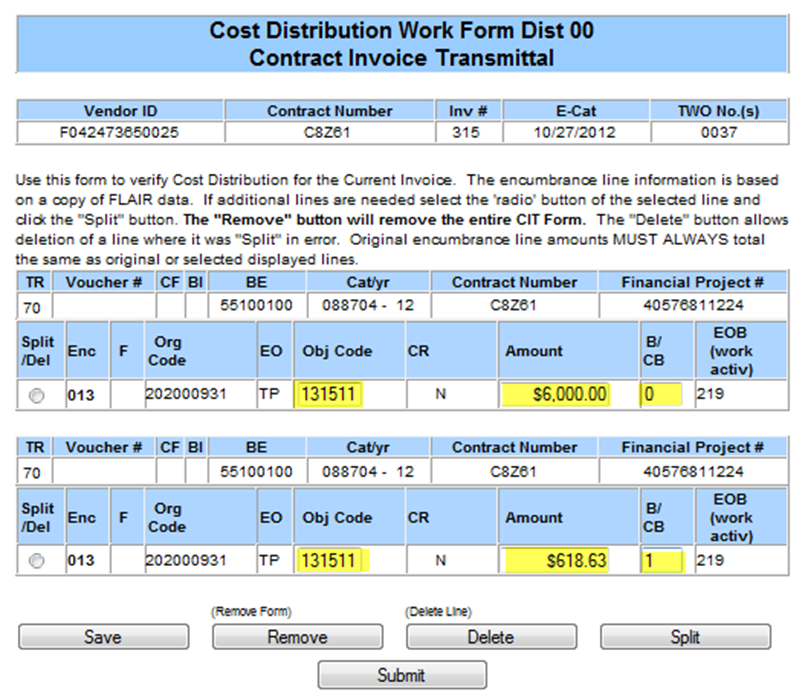 Cost Distribution Work Form Dist 00
Contract Invoice Transmittal
Vendor ID Contract Number Inv # E-Cat TWO No.(s)
F042473650025 C8Z61 315 10/27/2012 0037
Use this form to verify Cost Distribution for the Current Invoice. The encumbrance line information is based
on a copy of FLAIR data. If additional lines are needed select the 'radio' button of the selected line and
click the "Split" button. The "Remove" button will remove the entire CIT Form. The "Delete" button allows
deletion of a line where it was "Split" in error. Original encumbrance line amounts MUST ALWAYS total
the same as original or selected displayed lines.
TR Voucher # CF BI BE Cat/yr Contract Number Financial Project #
70 55100100 088704 - 12 C8Z61 40576811224
Split /Del Enc F Org Code EO Obj Code CR Amount B/ CB EOB (work activ)
013 202000931 TP 131511 N $6,000.00 0 219
TR Voucher # CF BI BE Cat/yr Contract Number Financial Project #
70 55100100 088704 - 12 C8Z61 40576811224
Split /Del Enc F Org Code EO Obj Code CR Amount B/ CB EOB (work activ)
013 202000931 TP 131511 N $618.63 1 219
(Remove Form) (Delete Line)
Save Remove Delete Split
Submit